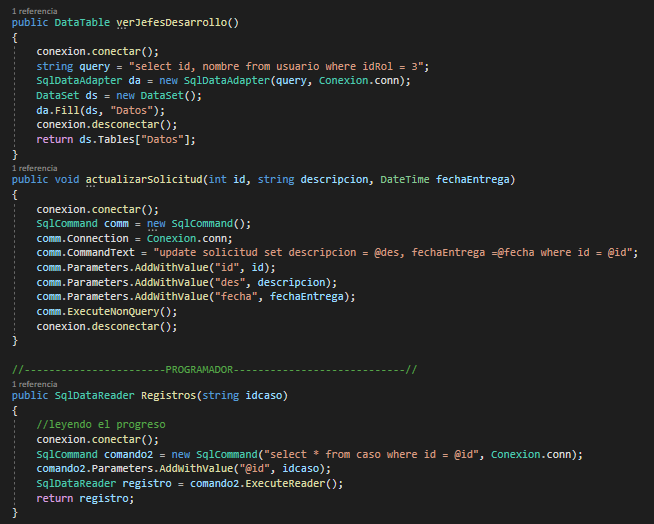 1 referencia
public DataTable verJefesDesarrollo()
{
conexion.conectar();
string query = "select id, nombre from usuario where idRol = 3";
SqlDataAdapter da = new SqlDataAdapter(query, Conexion.conn);
DataSet ds = new DataSet();
da.Fill(ds, "Datos");
conexion.desconectar();
return ds.Tables["Datos"];
}
1 referencia
public void actualizarSolicitud(int id, string descripcion, DateTime fechaEntrega)
{
conexion.conectar();
SqlCommand comm = new SqlCommand();
comm.Connection = Conexion.conn;
comm.CommandText = "update solicitud set descripcion = @des, fechaEntrega =@fecha where id = @id";
comm.Parameters.AddWithValue("id", id);
comm.Parameters.AddWithValue("des", descripcion);
comm.Parameters.AddWithValue("fecha", fechaEntrega);
comm.ExecuteNonQuery();
conexion.desconectar();
}
//-----------------------PROGRAMADOR----------------------------//
1 referencia
public SqlDataReader Registros(string idcaso)
{
//leyendo el progreso
conexion.conectar();
SqlCommand comando2 = new SqlCommand("select * from caso where id = @id", Conexion.conn);
comando2.Parameters.AddWithValue("@id", idcaso);
SqlDataReader registro = comando2.ExecuteReader();
return registro;
}